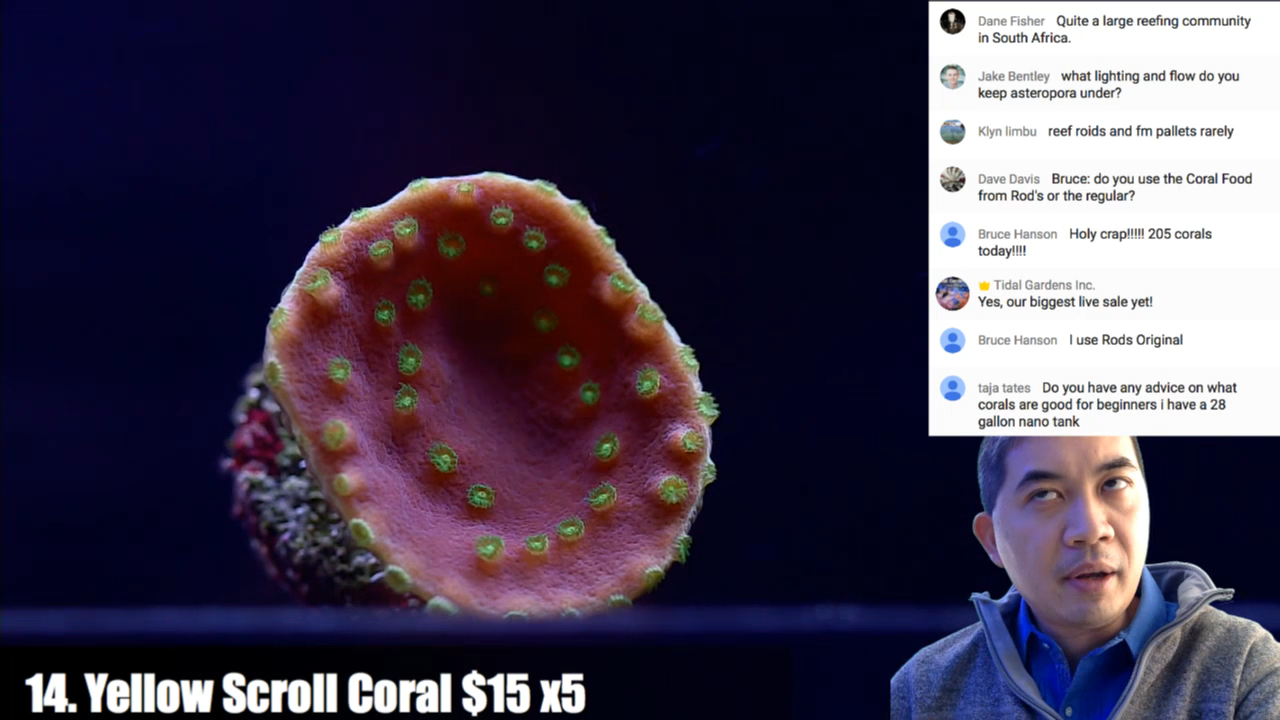 Dane Fisher Quite a large reefing community
in South Africa.
Jake Bentley what lighting and flow do you
keep asteropora under?
Klyn limbu reef roids and fm pallets rarely
Dave Davis Bruce: do you use the Coral Food
from Rod's or the regular?
Bruce Hanson Holy crap!!!!! 205 corals
today!!!!
Tidal Gardens Inc.
Yes, our biggest live sale yet!
Bruce Hanson I use Rods Original
taja tates Do you have any advice on what
corals are good for beginners i have a 28
gallon nano tank
14. Yellow Scroll Coral $15 x5